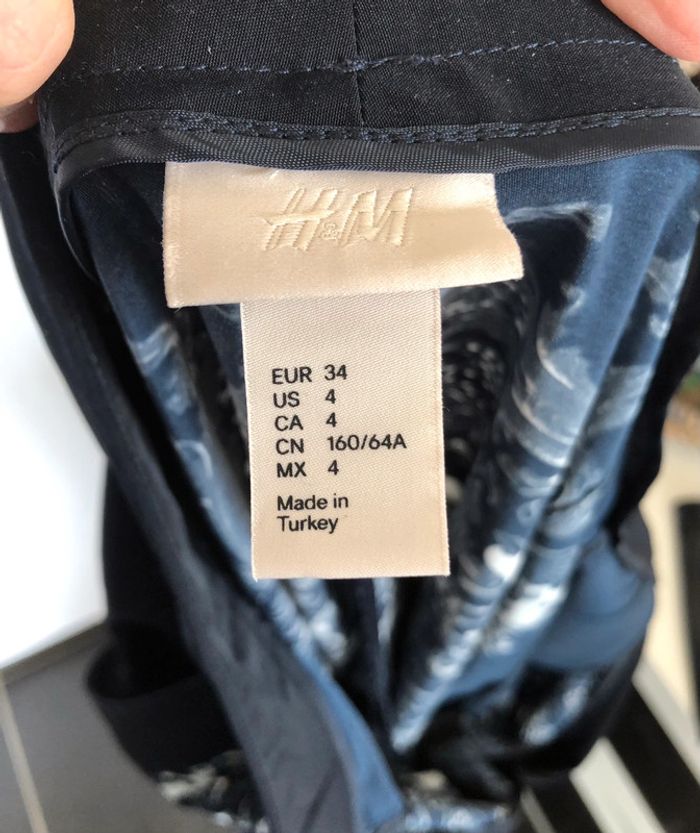 H&M
EUR 34
US 4
CA 4
CN 160/64A
MX 4
Made in
Turkey